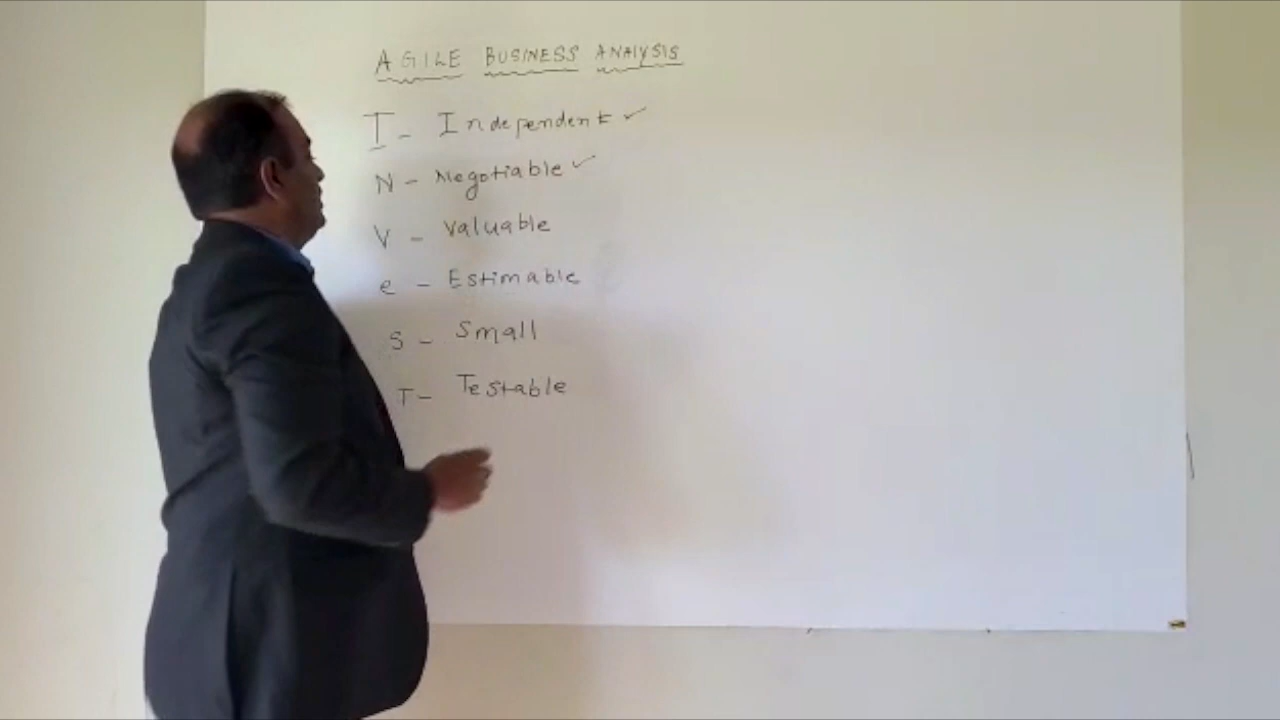 AGILE BUSINESS ANALYSIS
I - Independent ✓
N - Negotiable ✓
V - Valuable
e - Estimable
S - Small
T - Testable